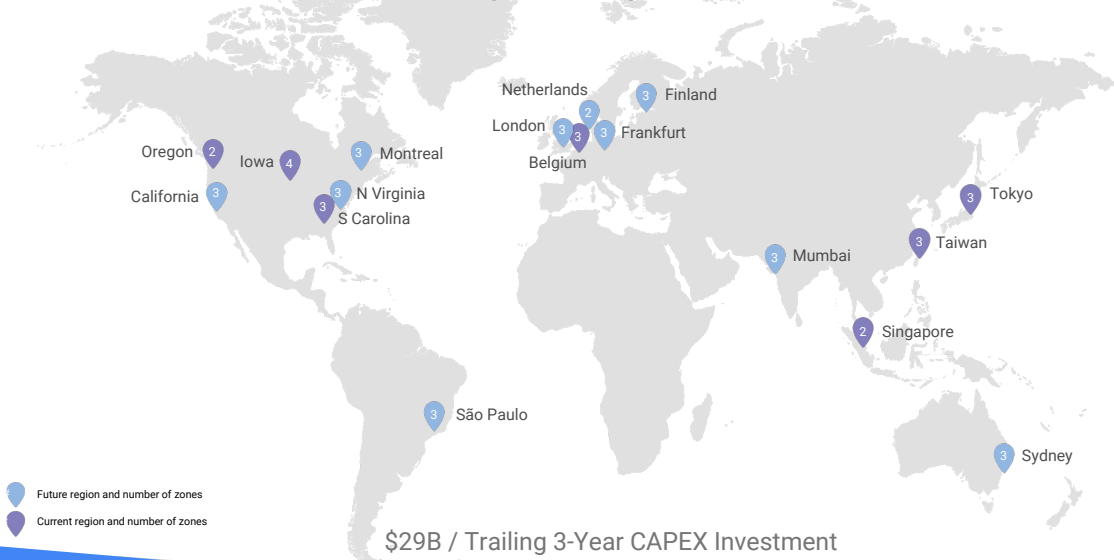 Netherlands
2
3
Finland
London
3
3
3
Frankfurt
Belgium
Oregon
2
Iowa
4
3
Montreal
California
3
3
N Virginia
3
S Carolina
3
Tokyo
3
Taiwan
3
Mumbai
2
Singapore
3
São Paulo
3
Sydney
Future region and number of zones
Current region and number of zones
$29B / Trailing 3-Year CAPEX Investment